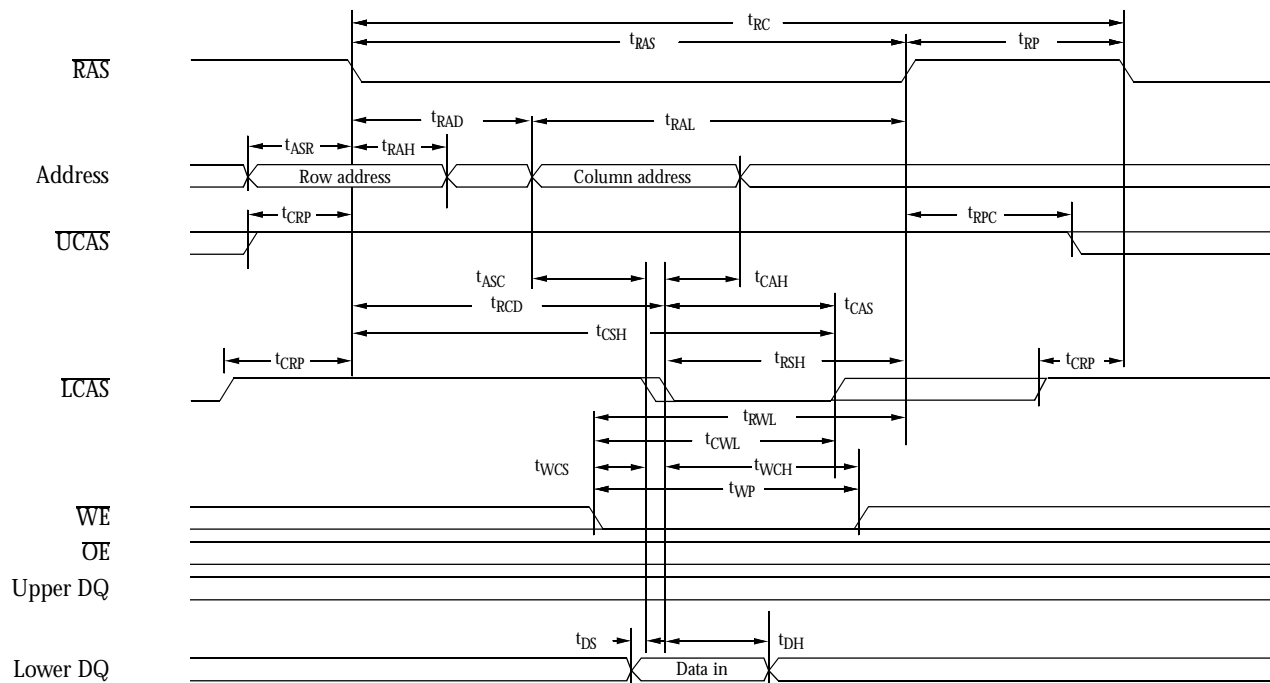 tRC
tRAS tRP
RAS
tRAD tRAL
tASR tRAH
Address Row address Column address
tCRP tRPC
UCAS
tASC tCAH
tRCD tCAS
tCSH
tCRP tRSH tCRP
LCAS
tRWL
tCWL
tWCS tWCH
tWP
WE
OE
Upper DQ
tDS tDH
Lower DQ Data in